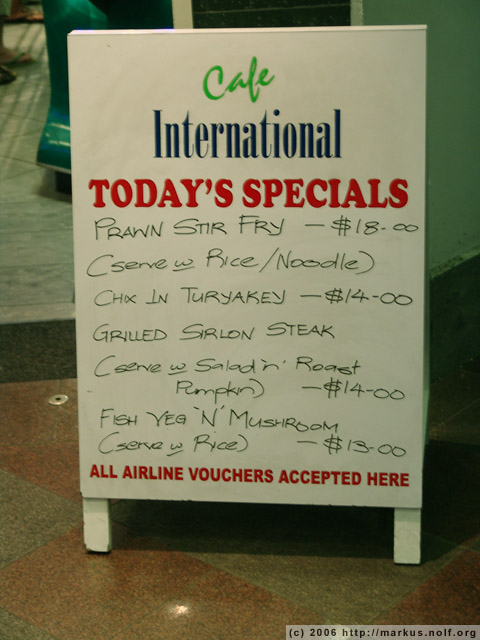 Cafe
International
TODAY'S SPECIALS
PRAWN STIR FRY — $18-00
(serve w Rice/Noodle)
CHX IN TURYAKEY — $14-00
GRILLED SIRLON STEAK
(serve w Salad 'n' Roast
Pumpkin) — $14-00
FISH VEG 'N' MUSHROOM
(serve w Rice) — $13-00
ALL AIRLINE VOUCHERS ACCEPTED HERE
(c) 2006 http://markus.nolf.org